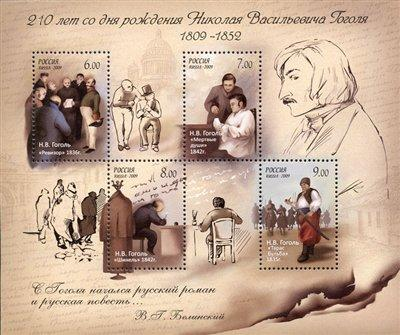 210 лет со дня рождения Николая Васильевича Гоголя
1809-1852
6.00 РОССИЯ
RUSSIA · 2009
Н.В. Гоголь
«Ревизор» 1836г.
7.00 РОССИЯ
RUSSIA · 2009
Н.В. Гоголь
«Мертвые
души»
1842г.
РОССИЯ 8.00
RUSSIA · 2009
Н.В. Гоголь
«Шинель» 1842г.
РОССИЯ 9.00
RUSSIA · 2009
Н.В. Гоголь
«Тарас
Бульба»
1835г.
С Гоголя начался русский роман
и русская повесть...
В. Г. Белинский